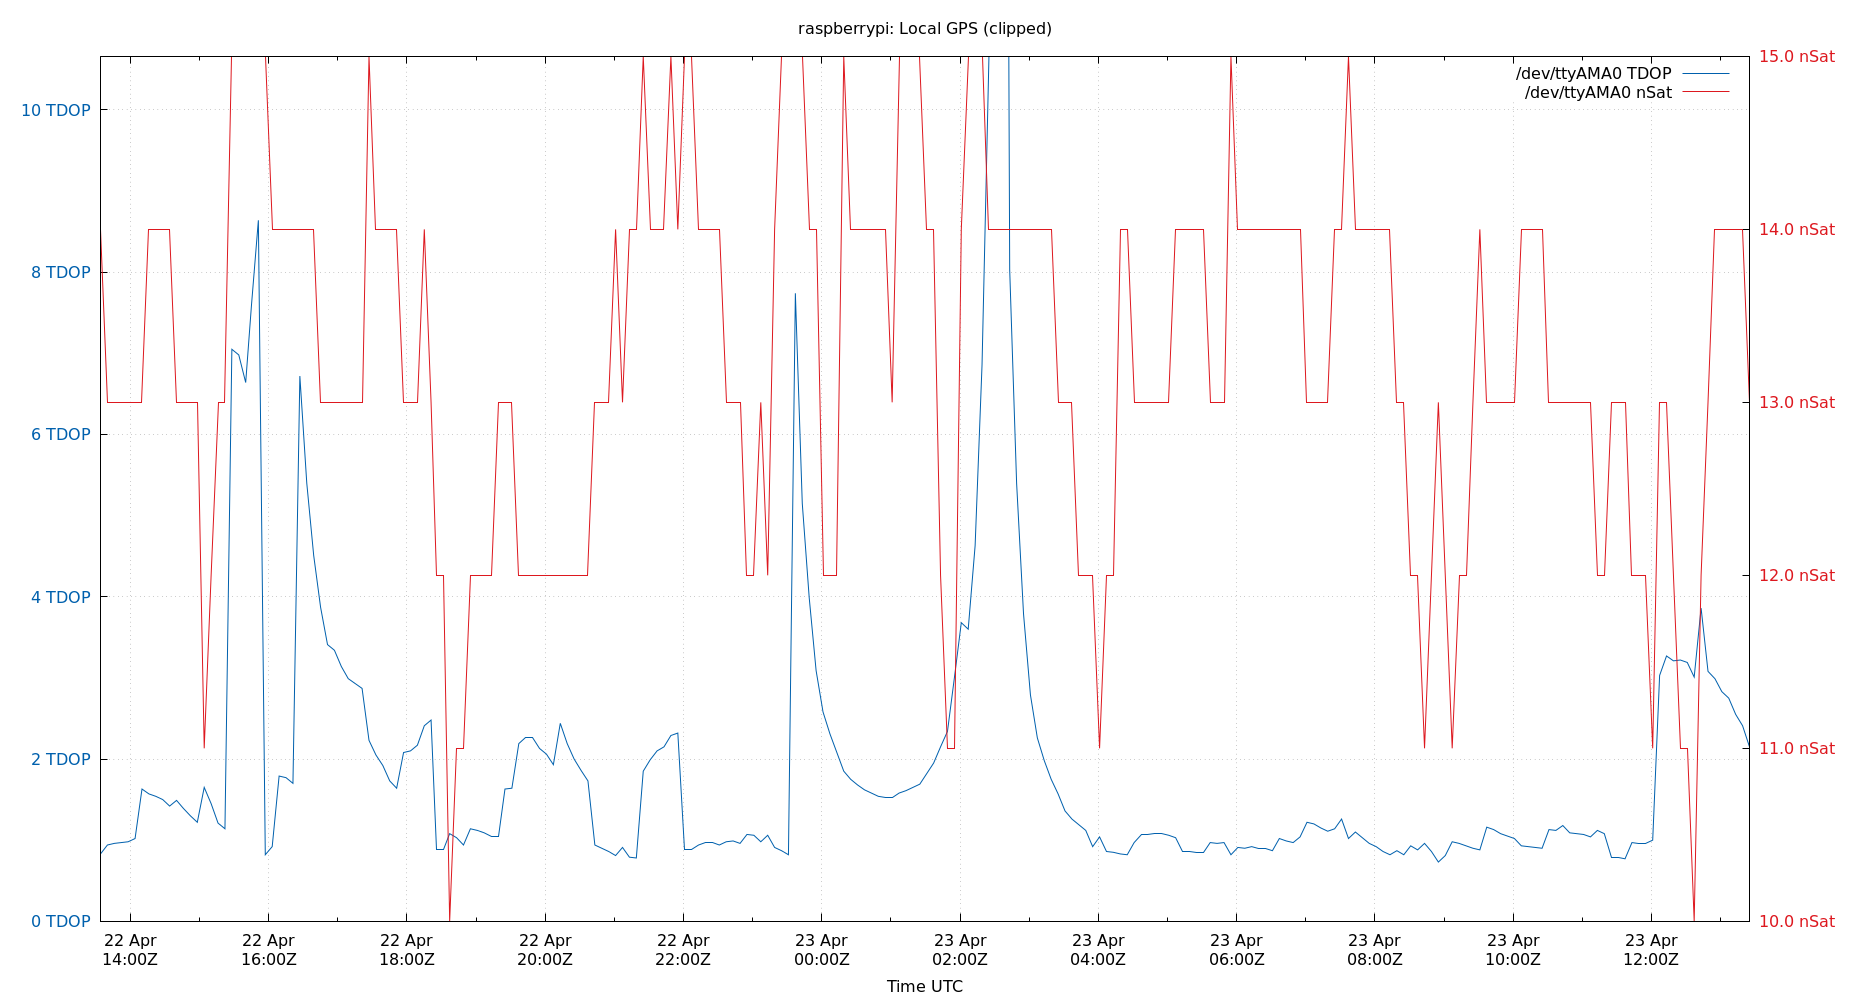 raspberrypi: Local GPS (clipped)
/dev/ttyAMA0 TDOP
/dev/ttyAMA0 nSat
10 TDOP
8 TDOP
6 TDOP
4 TDOP
2 TDOP
0 TDOP
15.0 nSat
14.0 nSat
13.0 nSat
12.0 nSat
11.0 nSat
10.0 nSat
22 Apr
14:00Z
22 Apr
16:00Z
22 Apr
18:00Z
22 Apr
20:00Z
22 Apr
22:00Z
23 Apr
00:00Z
23 Apr
02:00Z
23 Apr
04:00Z
23 Apr
06:00Z
23 Apr
08:00Z
23 Apr
10:00Z
23 Apr
12:00Z
Time UTC